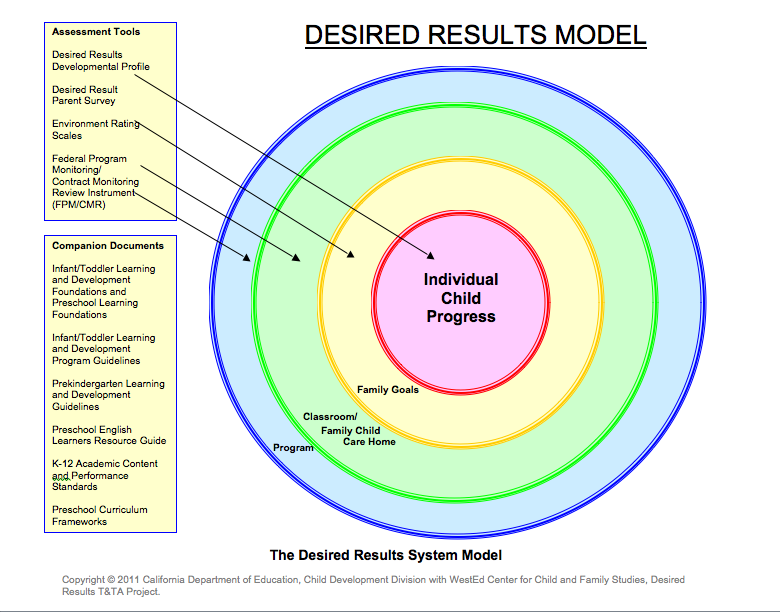 DESIRED RESULTS MODEL
Assessment Tools
Desired Results
Developmental Profile
Desired Result
Parent Survey
Environment Rating
Scales
Federal Program
Monitoring/
Contract Monitoring
Review Instrument
(FPM/CMR)
Companion Documents
Infant/Toddler Learning
and Development
Foundations and
Preschool Learning
Foundations
Infant/Toddler Learning
and Development
Program Guidelines
Prekindergarten Learning
and Development
Guidelines
Preschool English
Learners Resource Guide
K-12 Academic Content
and Performance
Standards
Preschool Curriculum
Frameworks
Individual
Child
Progress
Family Goals
Classroom/
Family Child
Care Home
Program
The Desired Results System Model
Copyright © 2011 California Department of Education, Child Development Division with WestEd Center for Child and Family Studies, Desired
Results T&TA Project.